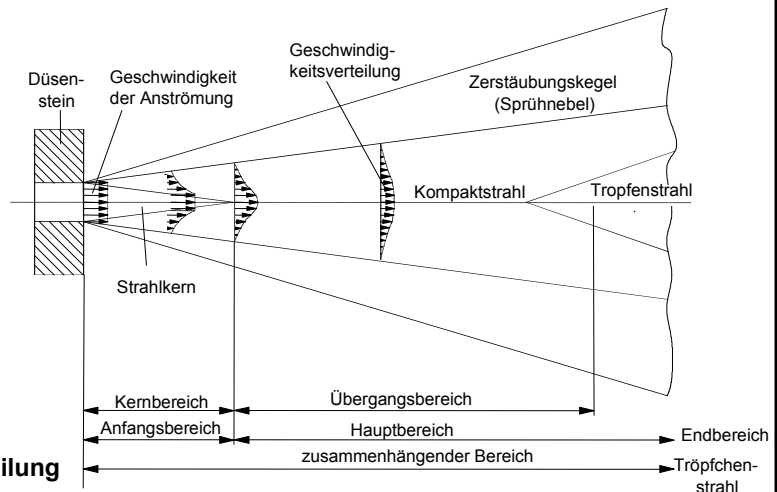 Geschwindig-
keitsverteilung
Düsen-
stein
Geschwindigkeit
der Anströmung
Zerstäubungskegel
(Sprühnebel)
Kompaktstrahl
Tropfenstrahl
Strahlkern
Kernbereich
Übergangsbereich
Anfangsbereich
Hauptbereich
Endbereich
zusammenhängender Bereich
Tröpfchen-
strahl
ilung